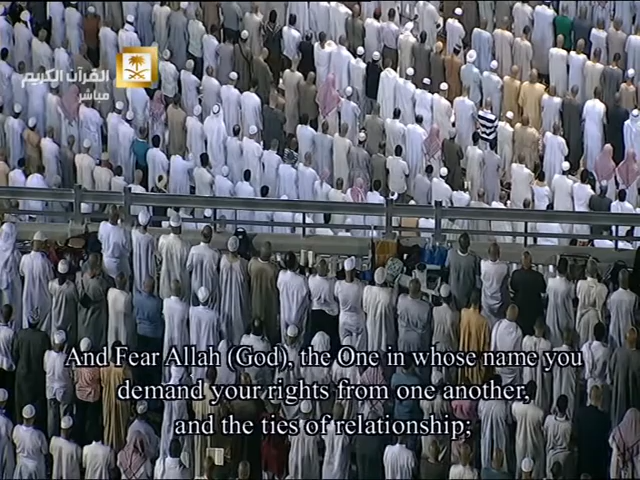 القرآن الكريم
مباشر
And Fear Allah (God), the One in whose name you
demand your rights from one another,
and the ties of relationship;